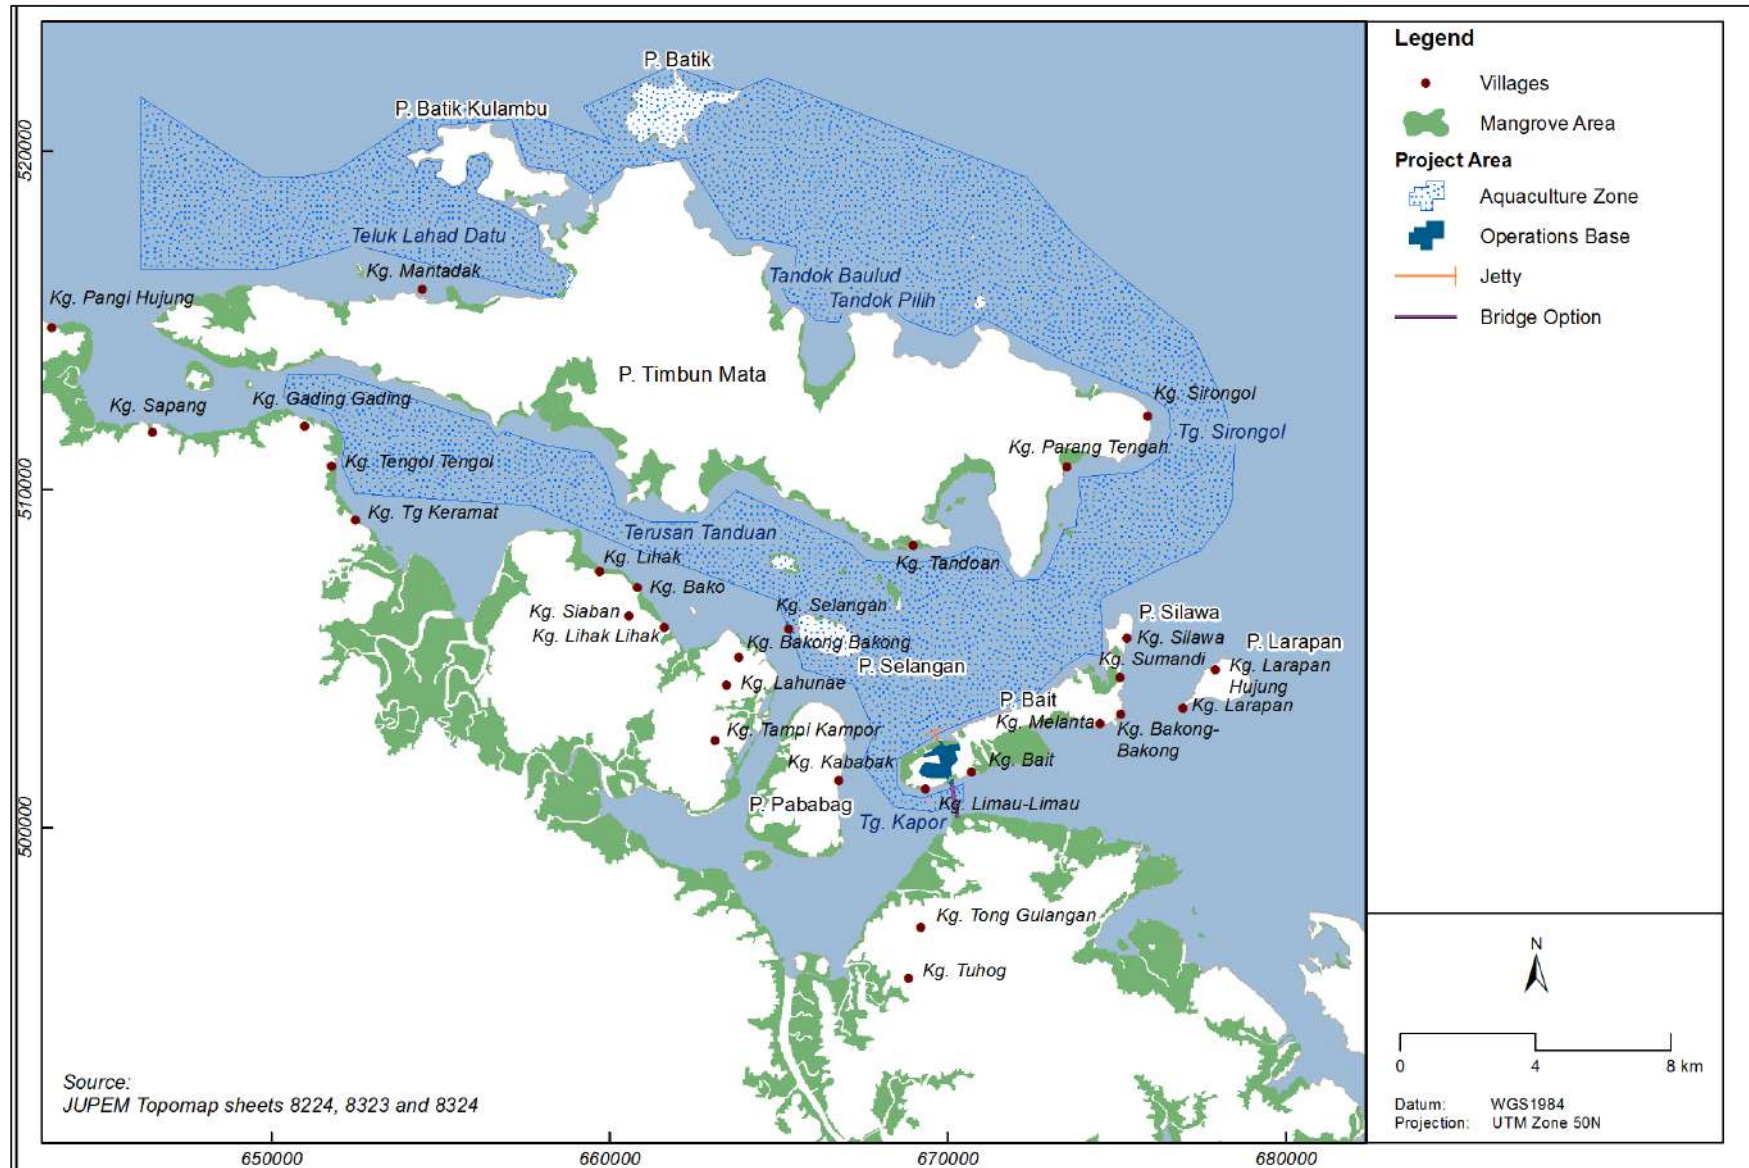 P. Batik
P. Batik Kulambu
Teluk Lahad Datu
Kg. Mantadak
Kg. Pangi Hujung
Tandok Baulud
Tandok Pilih
P. Timbun Mata
Kg. Sirongol
Tg. Sirongol
Kg. Sapang
Kg. Gading Gading
Kg. Parang Tengah
Kg. Tengol Tengol
Kg. Tg Keramat
Terusan Tanduan
Kg. Lihak
Kg. Tandoan
Kg. Bako
Kg. Siaban
Kg. Selangan
Kg. Lihak Lihak
Kg. Bakong Bakong
P. Silawa
Kg. Silawa
P. Larapan
Kg. Sumandi
P. Selangan
Kg. Larapan
Hujung
Kg. Lahunae
P. Bait
Kg. Larapan
Kg. Melanta
Kg. Bakong-
Bakong
Kg. Tampi Kampor
Kg. Kababak
Kg. Bait
P. Pababag
Kg. Limau-Limau
Tg. Kapor
Kg. Tong Gulangan
Kg. Tuhog
Source:
JUPEM Topomap sheets 8224, 8323 and 8324
520000
510000
500000
650000
660000
670000
680000
Legend
Villages
Mangrove Area
Project Area
Aquaculture Zone
Operations Base
Jetty
Bridge Option
N
0 4 8 km
Datum: WGS1984
Projection: UTM Zone 50N